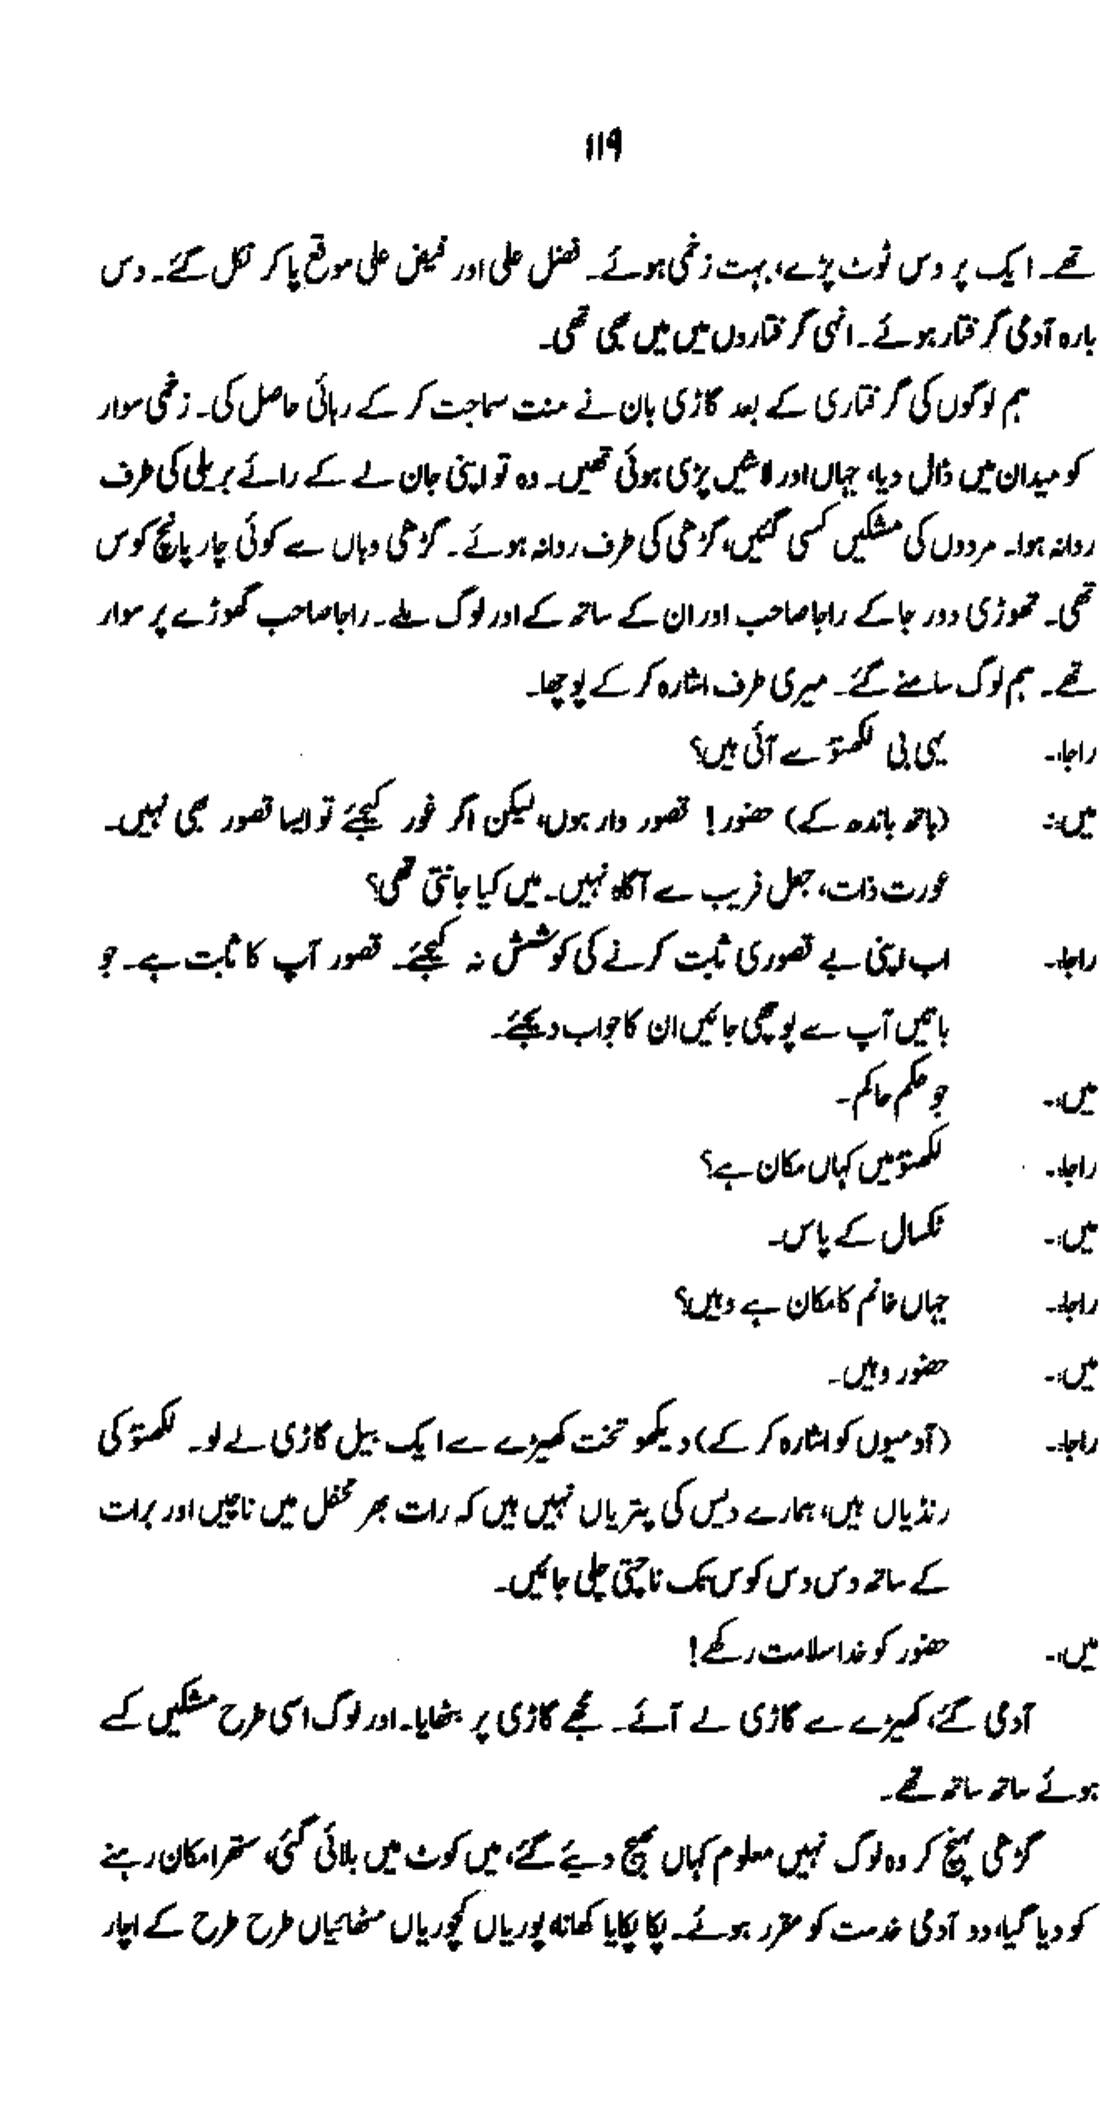 ۱۱۹
تھے۔ ایک پر دس ٹوٹ پڑے، بہت زخمی ہوئے۔ فضل علی اور فیض علی موقع پا کر نکل گئے۔ دس
بارہ آدمی گرفتار ہوئے۔ انہی گرفتاروں میں میں بھی تھی۔
ہم لوگوں کی گرفتاری کے بعد گاڑی بان نے منت سماجت کر کے رہائی حاصل کی۔ زخمی سوار
کو میدان میں ڈال دیا، جہاں اور لاشیں پڑی ہوئی تھیں۔ وہ تو اپنی جان لے کے رائے بریلی کی طرف
روانہ ہوا۔ مردوں کی مشکیں کسی گئیں، گڑھی کی طرف روانہ ہوئے۔ گڑھی وہاں سے کوئی چار پانچ کوس
تھی۔ تھوڑی دور جا کے راجا صاحب اور ان کے ساتھ کے اور لوگ ملے۔ راجا صاحب گھوڑے پر سوار
تھے۔ ہم لوگ سامنے گئے۔ میری طرف اشارہ کر کے پوچھا۔
راجا:۔ یہی بی لکھنؤ سے آئی ہیں؟
میں:۔ (ہاتھ باندھ کے) حضور! قصور دار ہوں، لیکن اگر غور کیجئے تو ایسا قصور بھی نہیں۔
عورت ذات، جعل فریب سے آگاہ نہیں۔ میں کیا جانتی تھی؟
راجا:۔ اب اپنی بے قصوری ثابت کرنے کی کوشش نہ کیجئے۔ قصور آپ کا ثابت ہے۔ جو
باتیں آپ سے پوچھی جائیں ان کا جواب دیجئے۔
میں:۔ جو حکم حاکم۔
راجا:۔ لکھنؤ میں کہاں مکان ہے؟
میں:۔ ٹکسال کے پاس۔
راجا:۔ جہاں خانم کا مکان ہے وہیں؟
میں:۔ حضور وہیں۔
راجا:۔ (آدمیوں کو اشارہ کر کے) دیکھو تخت کھیڑے سے ایک بیل گاڑی لے لو۔ لکھنؤ کی
رنڈیاں ہیں، ہمارے دیس کی پتریاں نہیں ہیں کہ رات بھر محفل میں ناچیں اور برات
کے ساتھ دس دس کوس تک ناچتی چلی جائیں۔
میں:۔ حضور کو خدا سلامت رکھے!
آدمی گئے، کھیڑے سے گاڑی لے آئے۔ مجھے گاڑی پر بٹھایا۔ اور لوگ اسی طرح مشکیں کسے
ہوئے ساتھ ساتھ تھے۔
گڑھی پہنچ کر وہ لوگ نہیں معلوم کہاں بھیج دیئے گئے، میں کوٹ میں بلائی گئی، ستھرا مکان رہنے
کو دیا گیا، دو آدمی خدمت کو مقرر ہوئے۔ پکا پکایا کھانا، پوریاں کچوریاں مٹھائیاں طرح طرح کے اچار